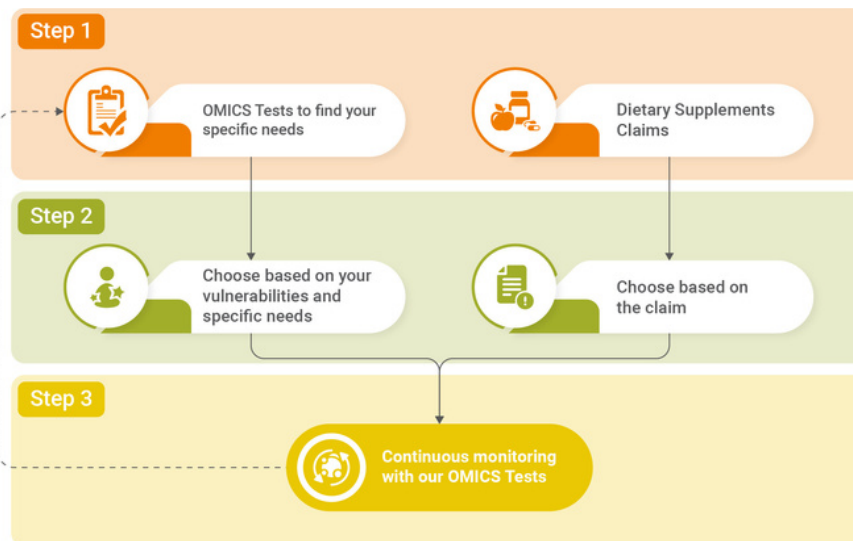 Step 1
OMICS Tests to find your
specific needs
Dietary Supplements
Claims
Step 2
Choose based on your
vulnerabilities and
specific needs
Choose based on
the claim
Step 3
Continuous monitoring
with our OMICS Tests